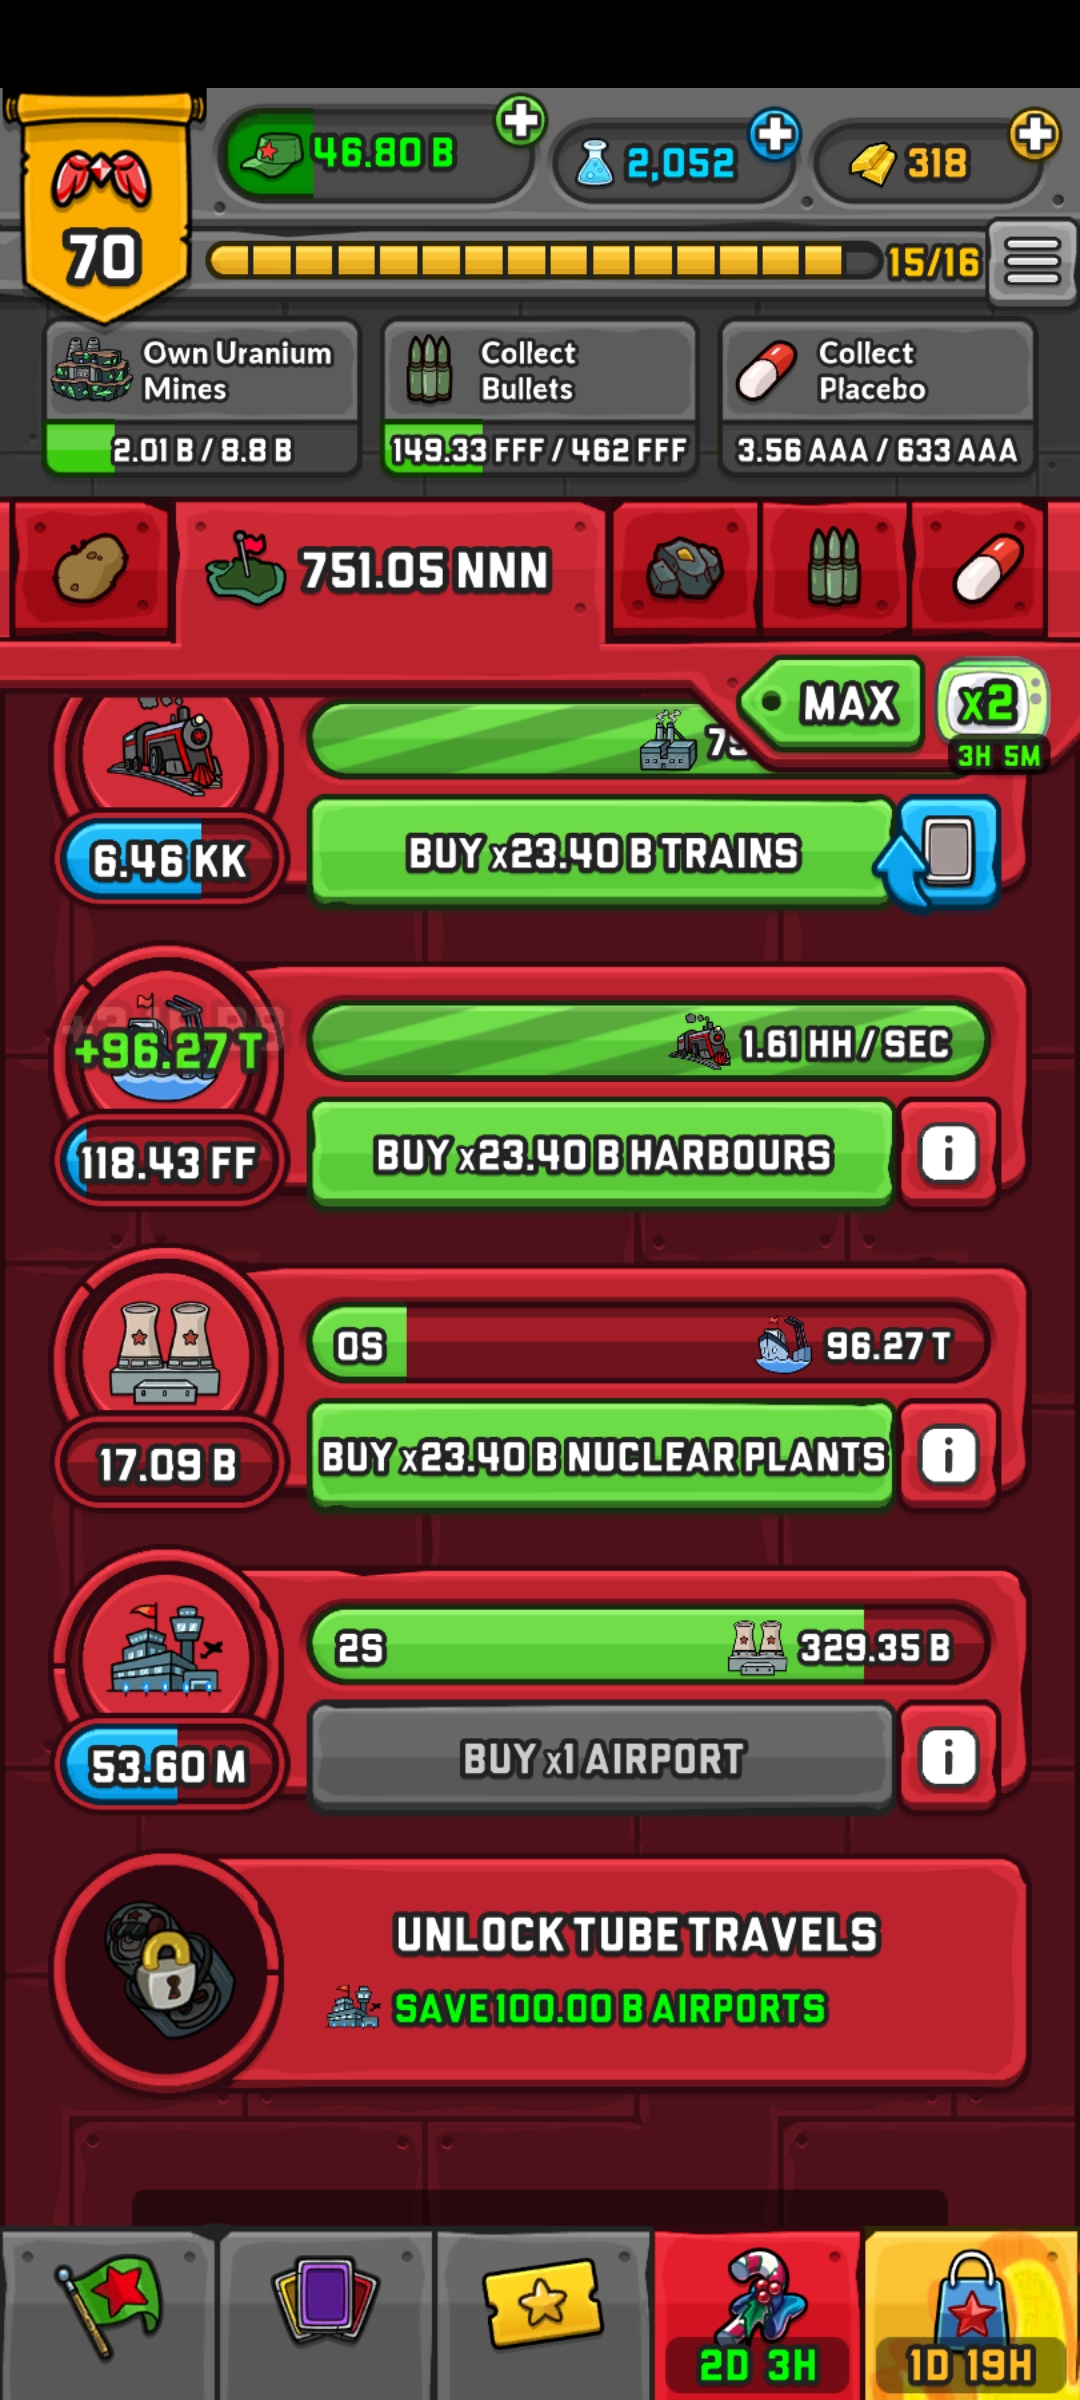 46.80 B
2,052
318
70
15/16
Own Uranium
Mines
2.01 B / 8.8 B
Collect
Bullets
149.33 FFF / 462 FFF
Collect
Placebo
3.56 AAA / 633 AAA
751.05 NNN
MAX
x2
3H 5M
6.46 KK
BUY x23.40 B TRAINS
+96.27 T
1.61 HH / SEC
118.43 FF
BUY x23.40 B HARBOURS
0S
96.27 T
17.09 B
BUY x23.40 B NUCLEAR PLANTS
2S
329.35 B
53.60 M
BUY x1 AIRPORT
UNLOCK TUBE TRAVELS
SAVE 100.00 B AIRPORTS
2D 3H
1D 19H